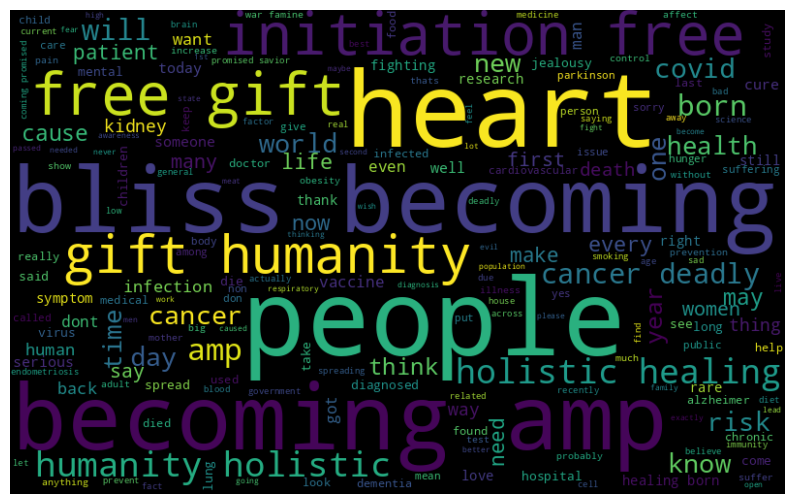 child high war famine medicine affect
current fear brain food initiation free man best study
coming promised pain care increase promised savior jealousy control
will patient want new covid
mental today fighting research parkinson last cure
free gift heart
1st maybe thats state keep someone factor give real feel lot person saying fight sorry away bad science born
cause kidney world
awareness needed become
passed never many doctor infected first issue one health
children show life even well cardiovascular death hunger still
general obesity thank deadly without suffering
low meat second wish
bliss becoming
thinking
really body now evil make every right prevention sad
said among
gift humanity
actually population smoking age live
infection die vaccine respiratory diagnosis due cancer deadly
symptom medical work don non illness house yes may
called men caused across please put
virus dont time cancer big people year women thing
human mother find see long public
serious day amp take much help
endometriosis say think holistic healing
back adult spread used blood government spreading diagnosed related recently family diet rare
got way alzheimer
becoming amp
died found test need risk chronic exactly lead
better probably believe immunity
let humanity holistic know
lung going look dementia mean love hospital cell healing born come suffer
anything prevent fact open